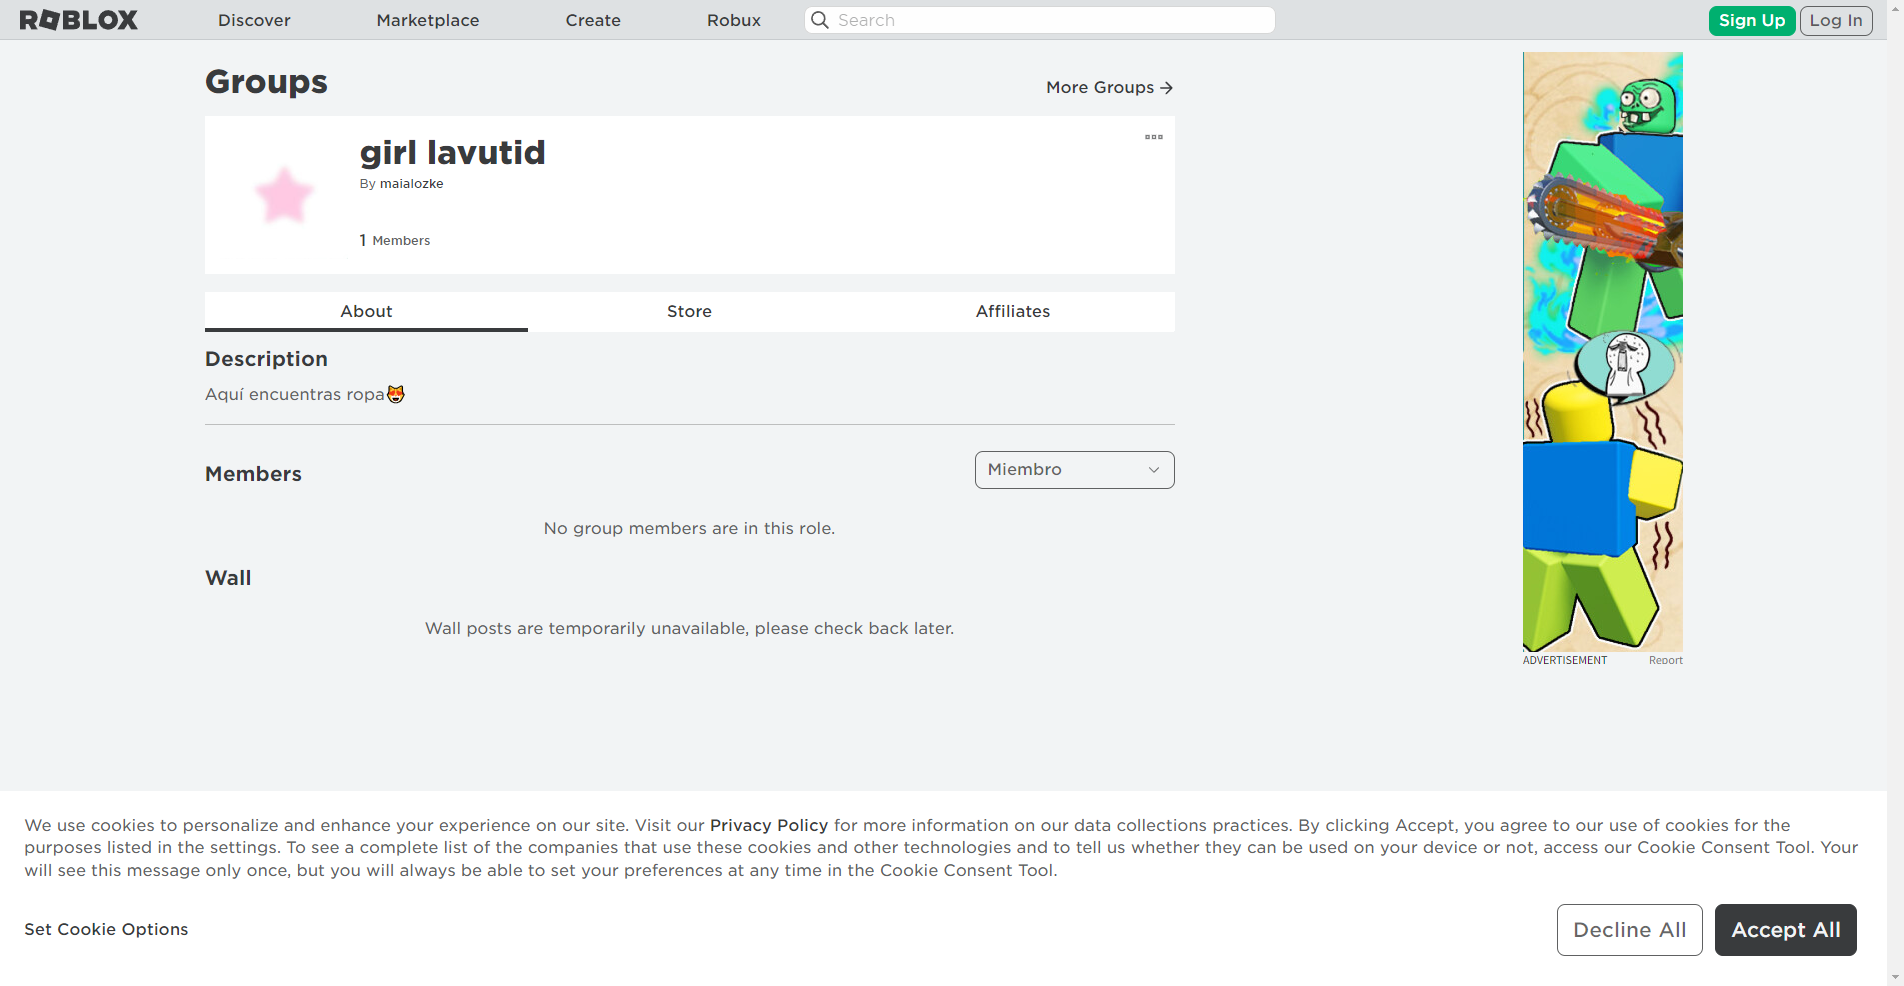 ROBLOX Discover Marketplace Create Robux Search Sign Up Log In
Groups
More Groups →
girl lavutid
By maialozke
1 Members
About Store Affiliates
Description
Aquí encuentras ropa😻
Members
Miembro
No group members are in this role.
Wall
Wall posts are temporarily unavailable, please check back later.
ADVERTISEMENT Report
We use cookies to personalize and enhance your experience on our site. Visit our Privacy Policy for more information on our data collections practices. By clicking Accept, you agree to our use of cookies for the
purposes listed in the settings. To see a complete list of the companies that use these cookies and other technologies and to tell us whether they can be used on your device or not, access our Cookie Consent Tool. Your
will see this message only once, but you will always be able to set your preferences at any time in the Cookie Consent Tool.
Set Cookie Options
Decline All Accept All